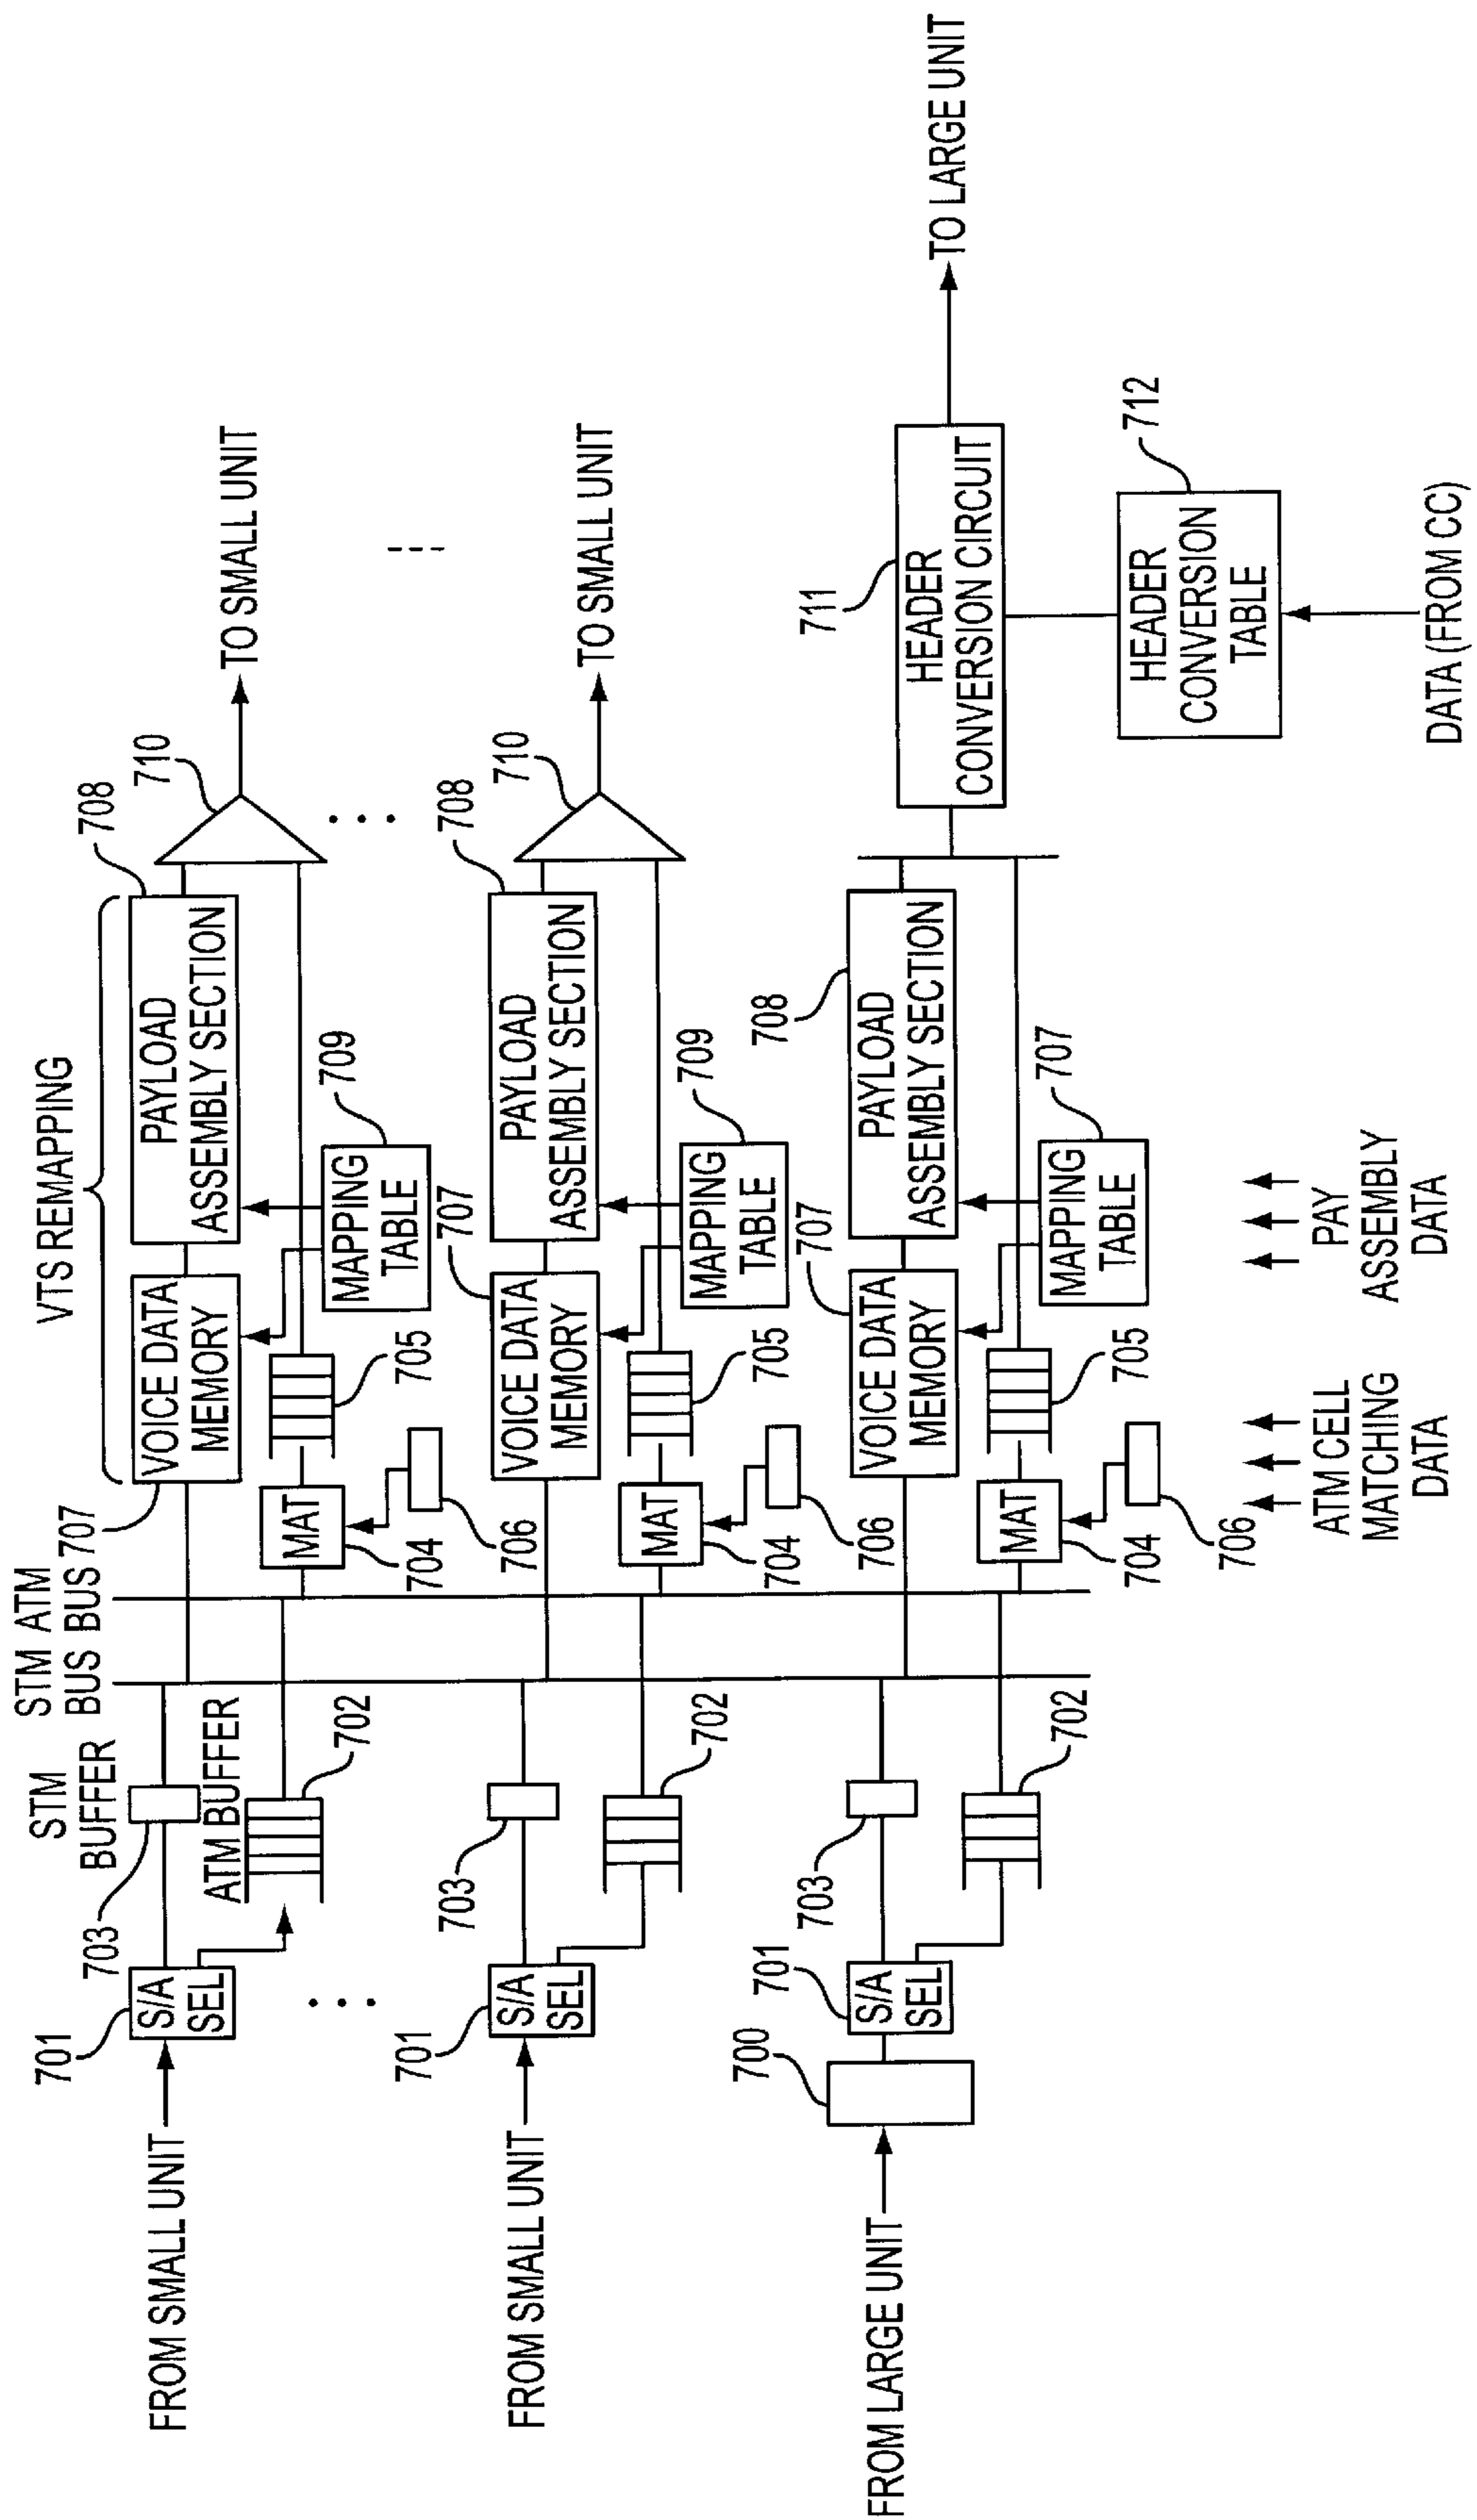 VTS REMAPPING
STM ATM
BUS BUS
STM
BUFFER
ATM BUFFER
FROM SMALL UNIT
701
S/A
SEL
703
702
707
VOICE DATA
MEMORY
708
PAYLOAD
ASSEMBLY SECTION
710
TO SMALL UNIT
MAT
704
706
705
MAPPING
TABLE
709
FROM SMALL UNIT
701
S/A
SEL
703
702
707
VOICE DATA
MEMORY
708
PAYLOAD
ASSEMBLY SECTION
710
TO SMALL UNIT
MAT
704
706
705
MAPPING
TABLE
709
FROM LARGE UNIT
700
701
S/A
SEL
703
702
707
VOICE DATA
MEMORY
708
PAYLOAD
ASSEMBLY SECTION
711
HEADER
CONVERSION CIRCUIT
TO LARGE UNIT
MAT
704
706
705
MAPPING
TABLE
707
712
HEADER
CONVERSION
TABLE
ATM CELL
MATCHING
DATA
PAY
ASSEMBLY
DATA
DATA (FROM CC)